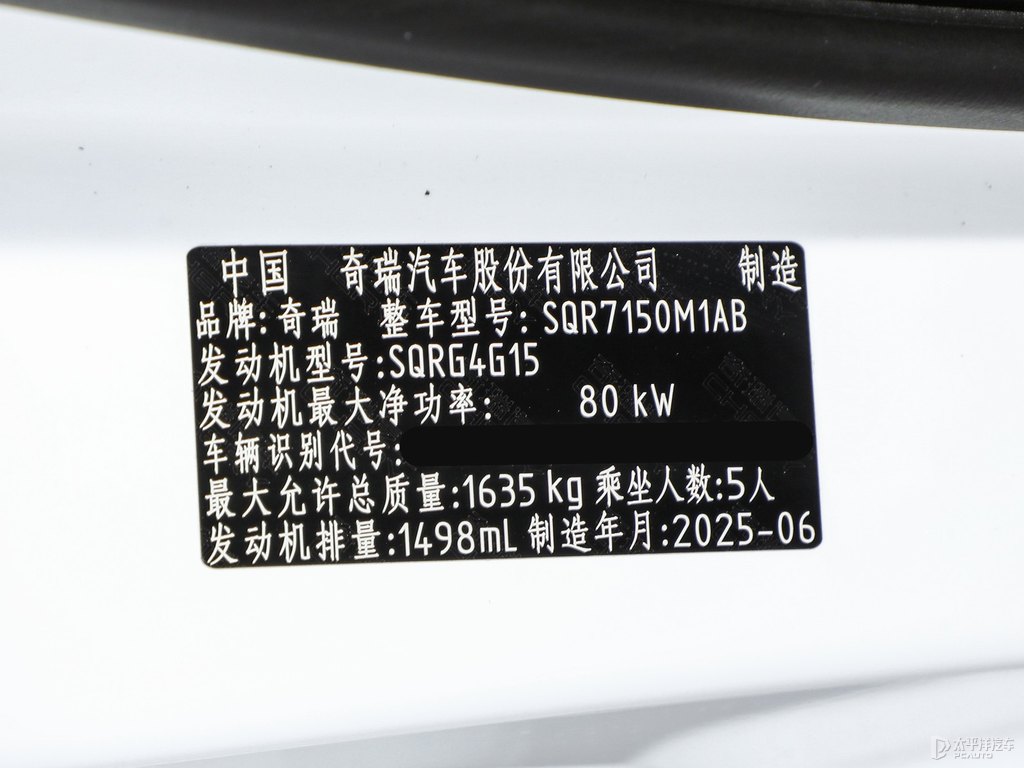 中国 奇瑞汽车股份有限公司 制造
品牌:奇瑞 整车型号:SQR7150M1AB
发动机型号:SQRG4G15
发动机最大净功率: 80 kW
车辆识别代号:
最大允许总质量:1635kg 乘坐人数:5人
发动机排量:1498mL 制造年月:2025-06
太平洋汽车
PCAUTO